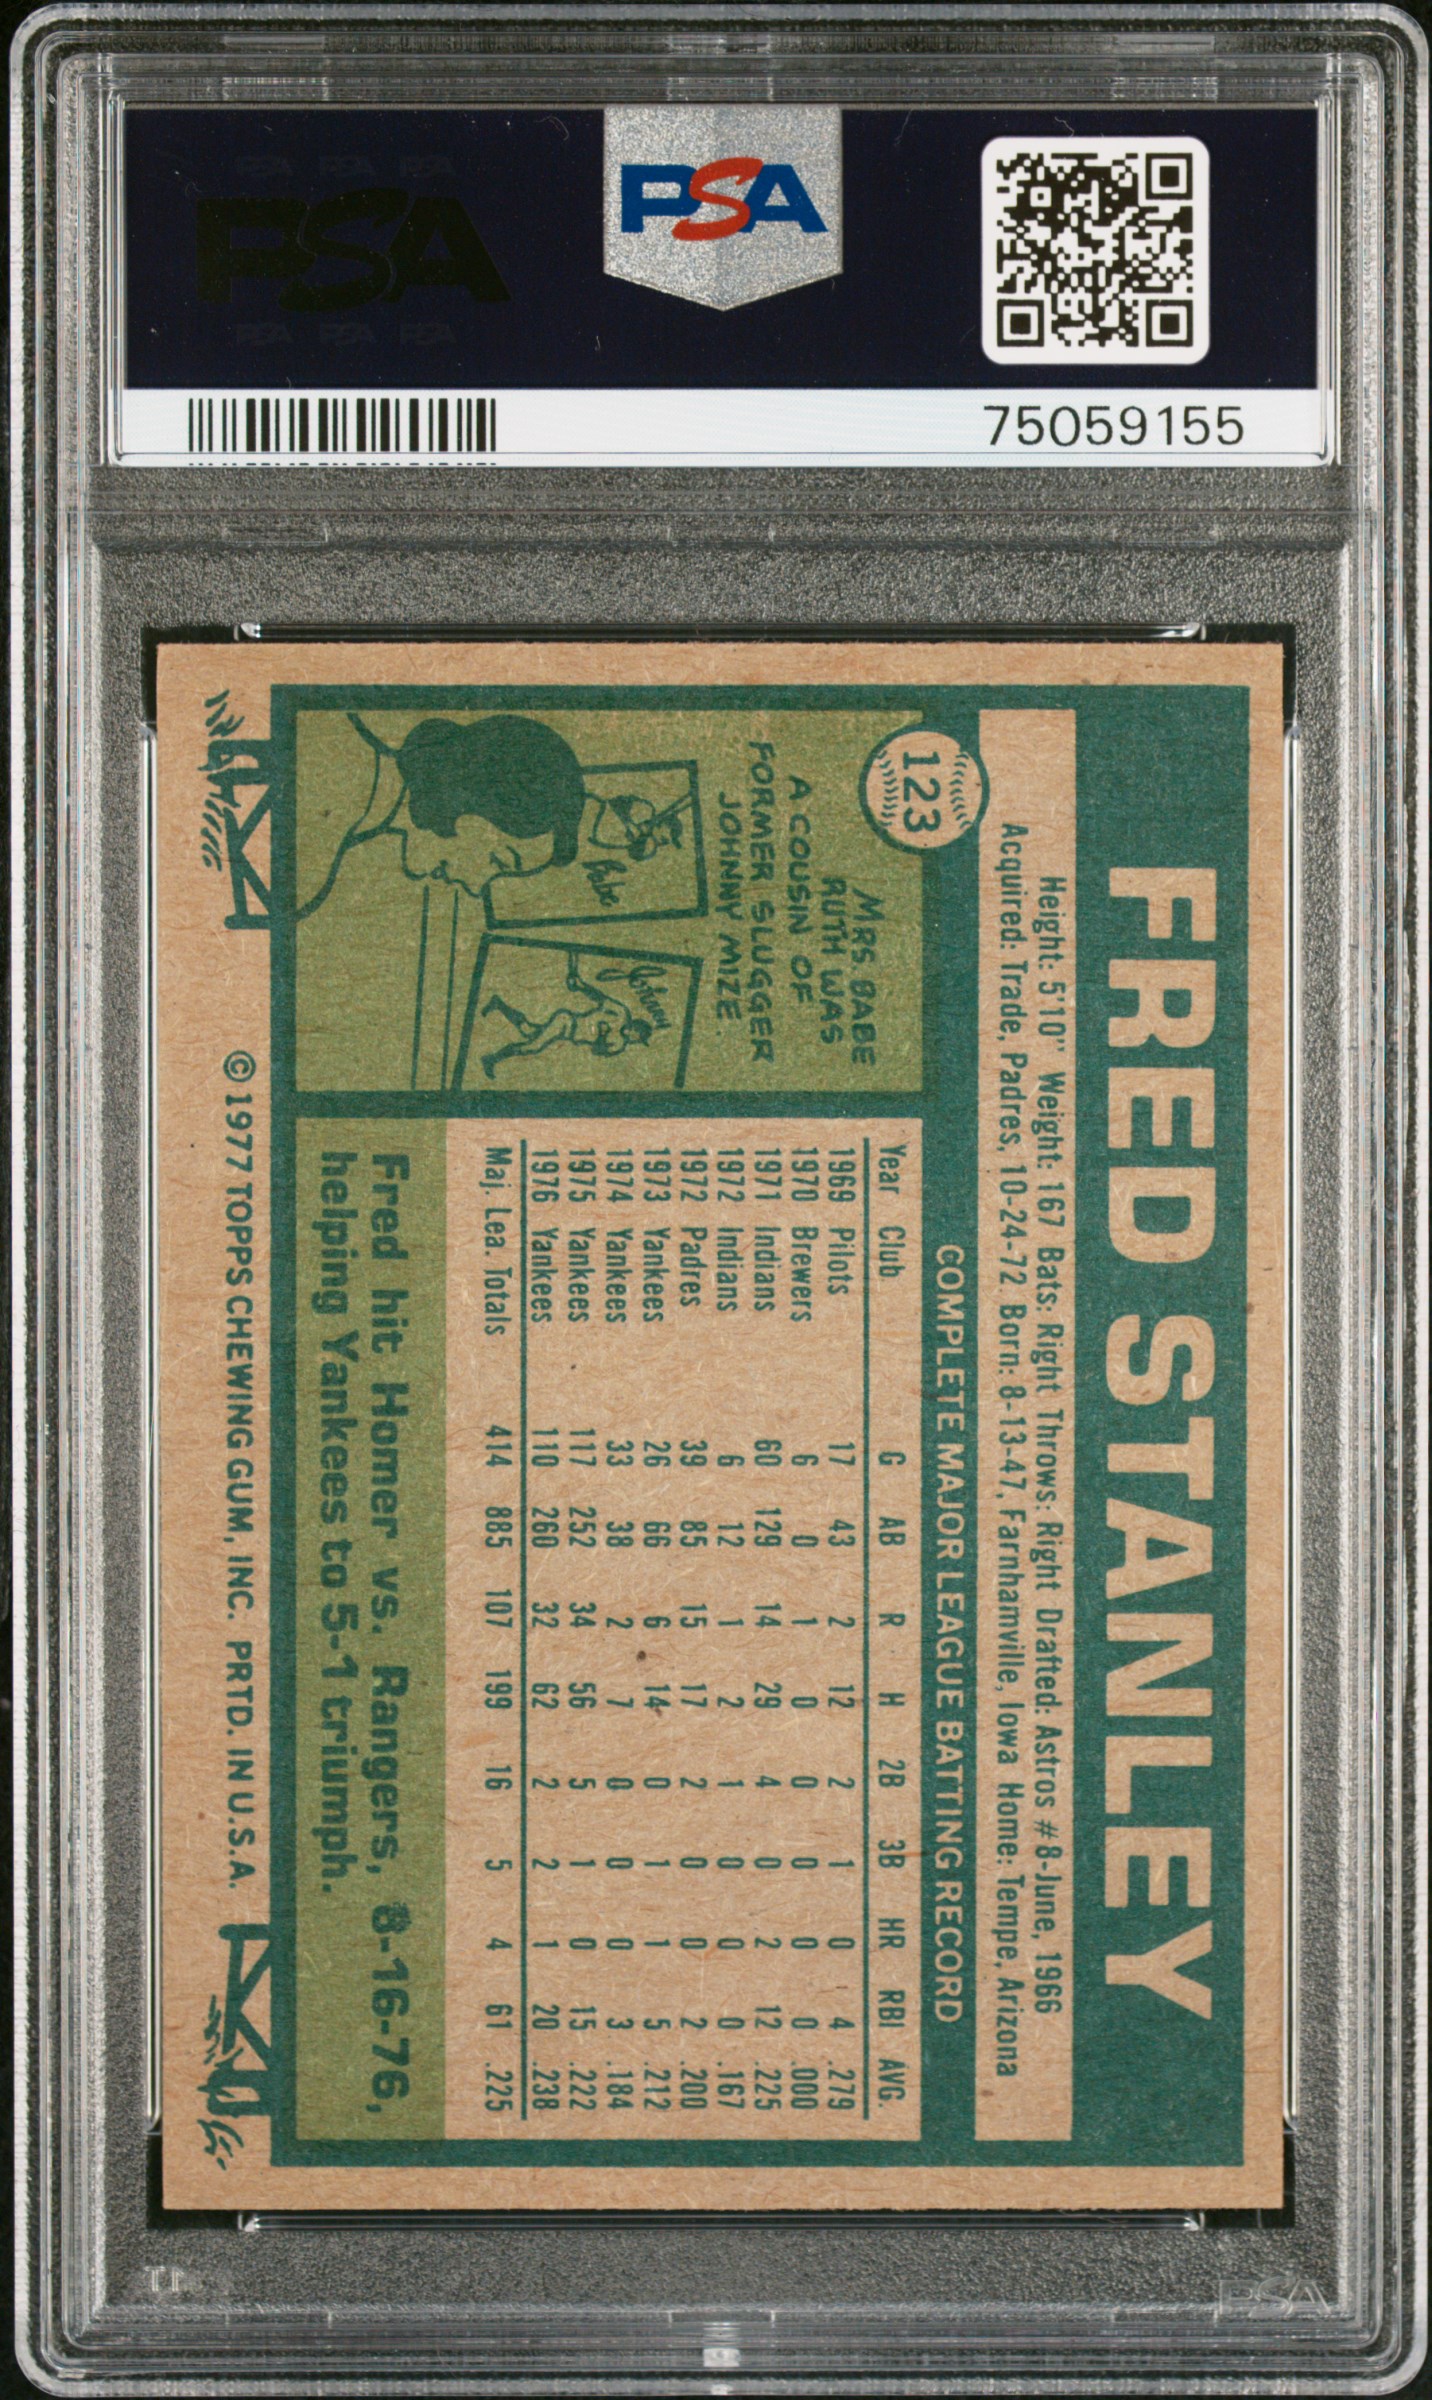 PSA PSA PSA
PSA
PSA PSA PSA
PSA
75059155
FRED STANLEY
Height: 5'10" Weight: 167 Bats: Right Throws: Right Drafted: Astros #8-June, 1966
Acquired: Trade, Padres, 10-24-72 Born: 8-13-47, Farnhamville, Iowa Home: Tempe, Arizona
123
COMPLETE MAJOR LEAGUE BATTING RECORD
MRS. BABE
RUTH WAS
A COUSIN OF
FORMER SLUGGER
JOHNNY MIZE.
Babe
Johnny
Year Club G AB R H 2B 3B HR RBI AVG.
1969 Pilots 17 43 2 12 2 1 0 4 .279
1970 Brewers 6 0 1 0 0 0 0 0 .000
1971 Indians 60 129 14 29 4 0 2 12 .225
1972 Indians 6 12 1 2 1 0 0 0 .167
1972 Padres 39 85 15 17 2 0 0 2 .200
1973 Yankees 26 66 6 14 0 1 1 5 .212
1974 Yankees 33 38 2 7 0 0 0 3 .184
1975 Yankees 117 252 34 56 5 1 0 15 .222
1976 Yankees 110 260 32 62 2 2 1 20 .238
Maj. Lea. Totals 414 885 107 199 16 5 4 61 .225
Fred hit Homer vs. Rangers, 8-16-76,
helping Yankees to 5-1 triumph.
© 1977 TOPPS CHEWING GUM, INC. PRTD. IN U.S.A.
PSA